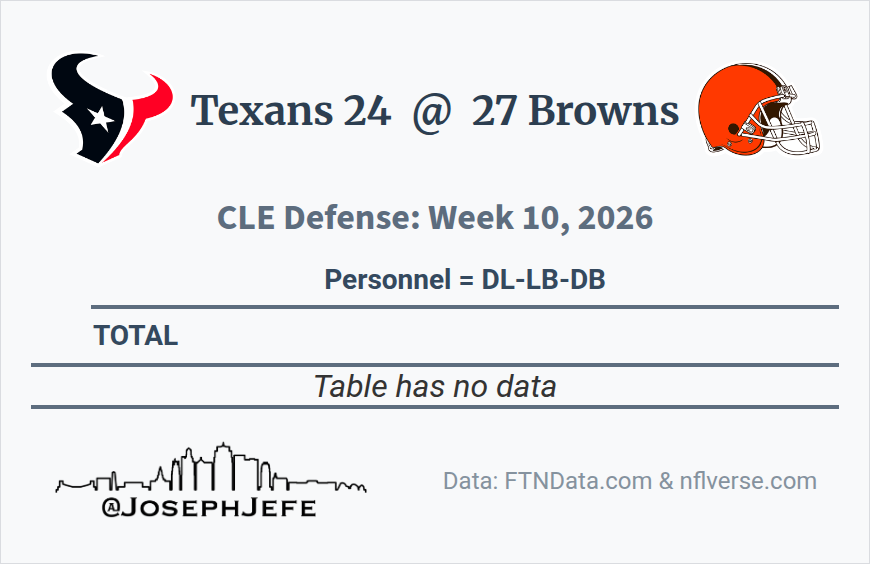 Texans 24 @ 27 Browns
CLE Defense: Week 10, 2026
Personnel = DL-LB-DB
TOTAL
Table has no data
@JosephJefe
Data: FTNData.com & nflverse.com